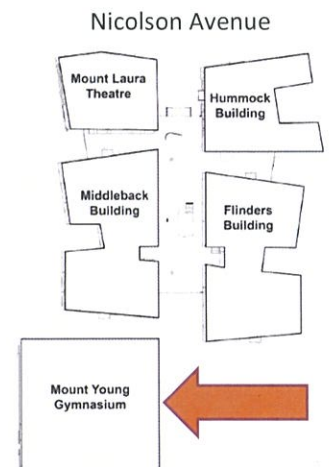 Nicolson Avenue
Mount Laura
Theatre
Hummock
Building
Middleback
Building
Flinders
Building
Mount Young
Gymnasium